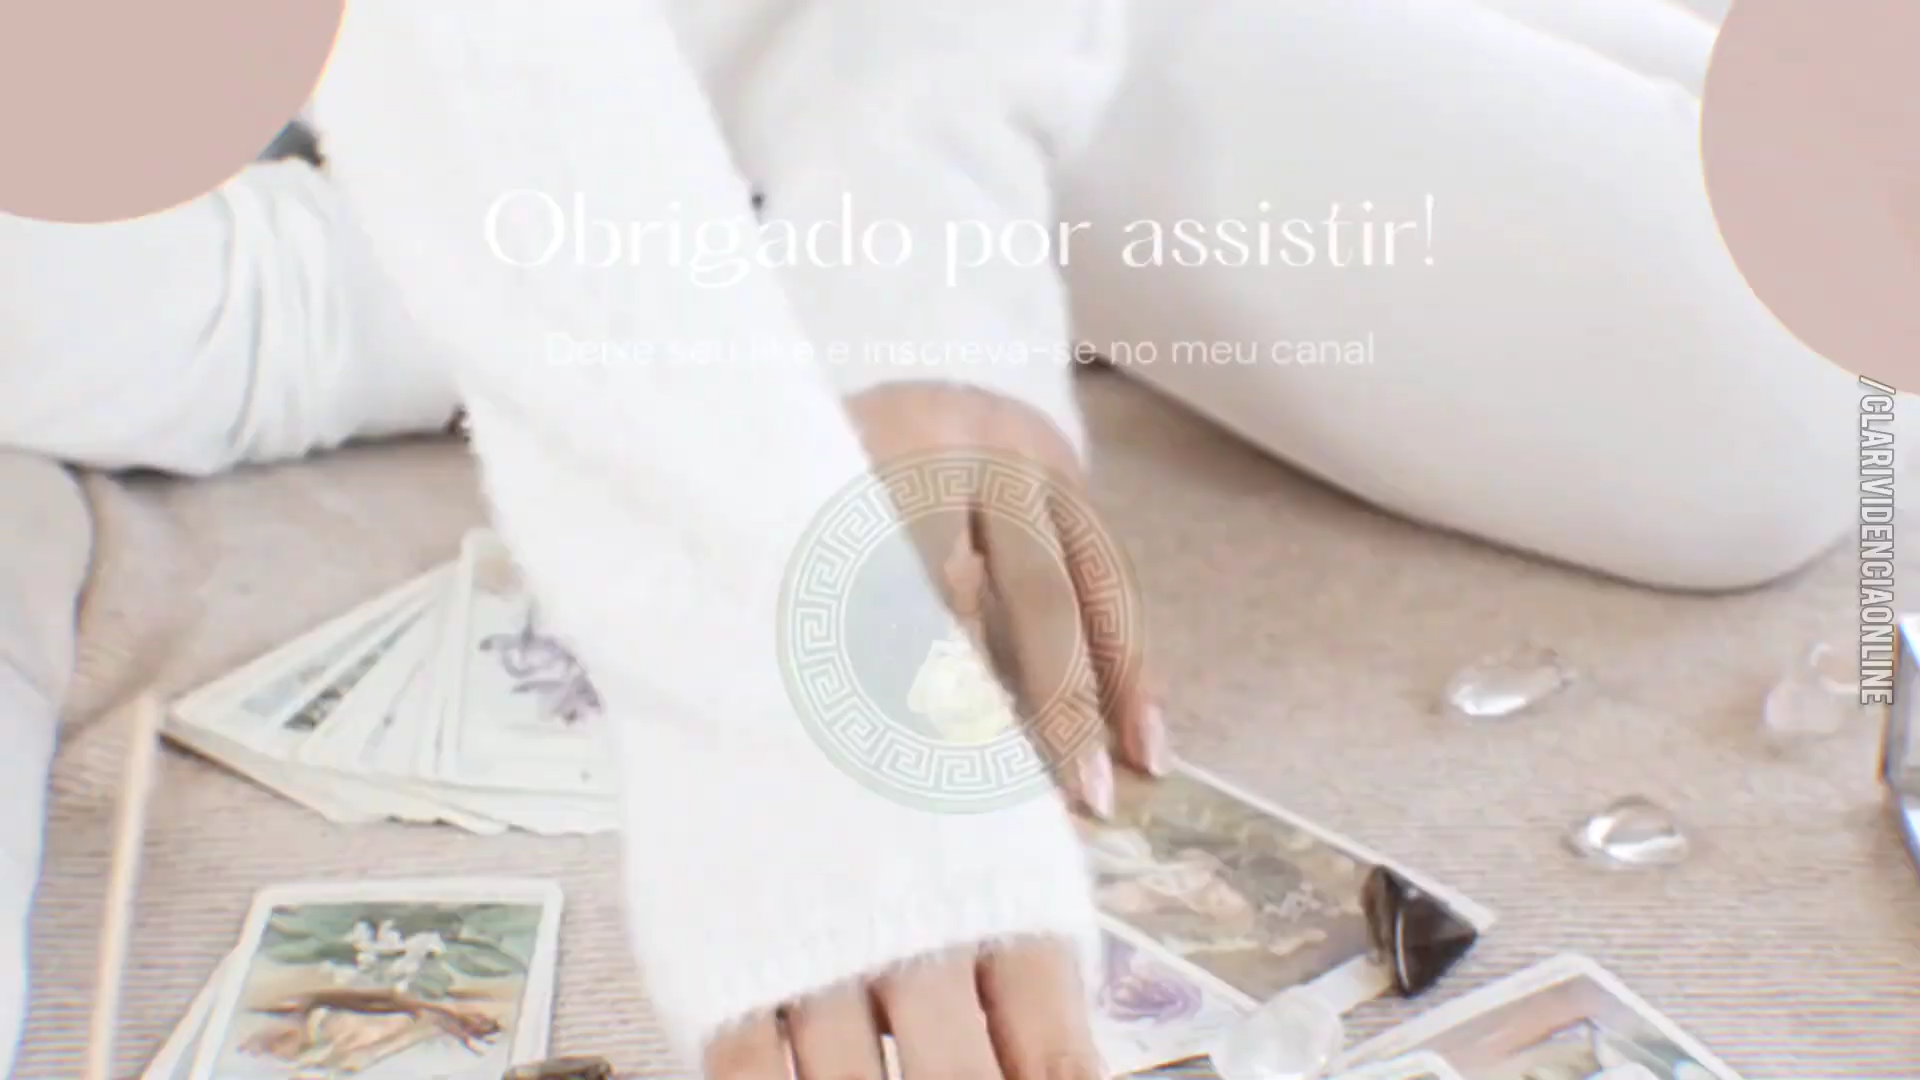 Obrigado por assistir!
Deixe seu like e inscreva-se no meu canal
/CLARIVIDENCIAONLINE